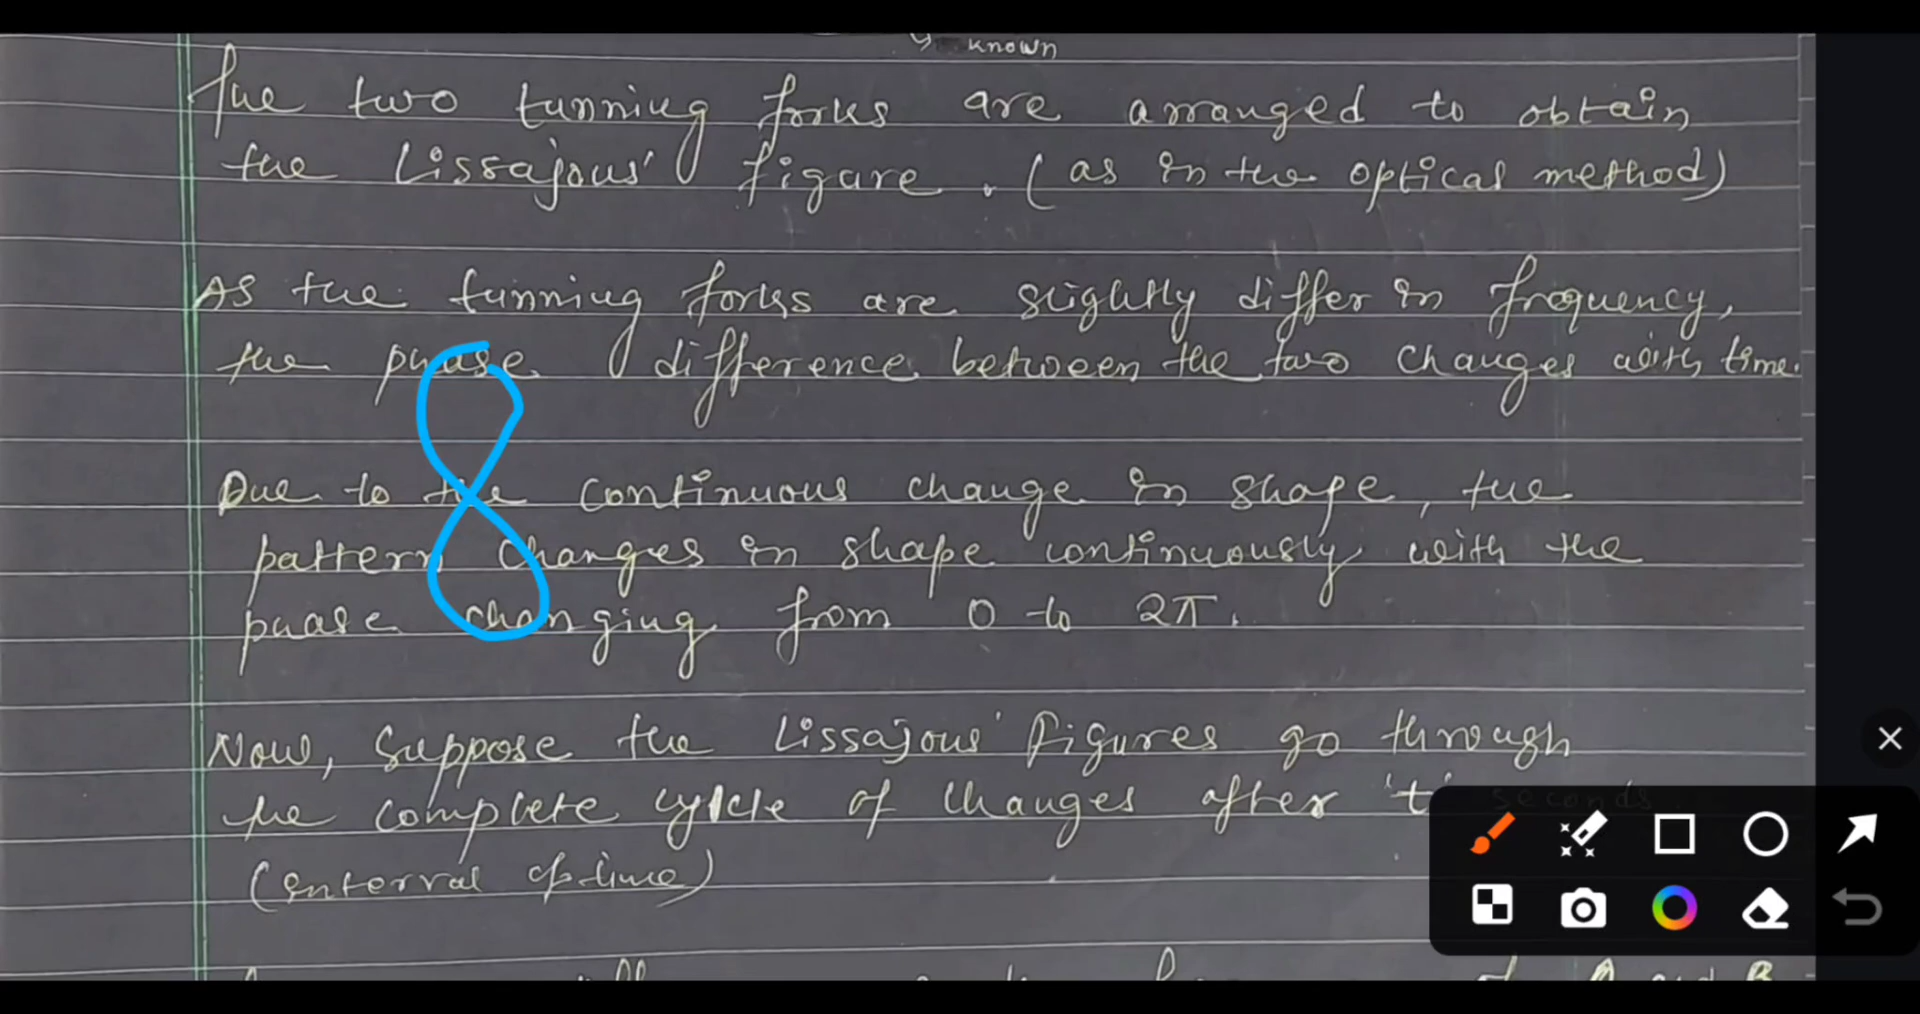 known
The two tunning forks are arranged to obtain
the Lissajous' figure. (as in the optical method)
As the tunning forks are slightly differ in frequency,
the phase difference between the two changes with time.
Due to the continuous change in shape, the
pattern changes in shape continuously with the
phase changing from 0 to 2π.
Now, suppose the Lissajous' figures go through
the complete cycle of changes after 't' seconds
(interval of time)
of A and B